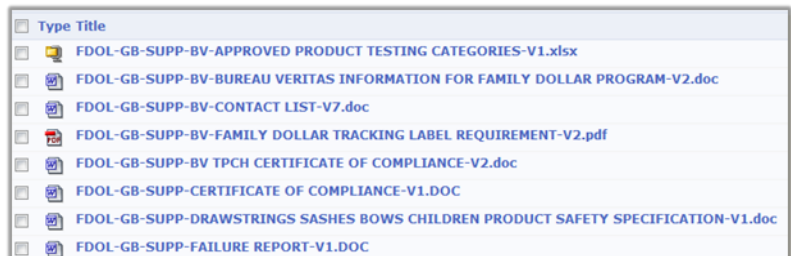 Type Title
FDOL-GB-SUPP-BV-APPROVED PRODUCT TESTING CATEGORIES-V1.xlsx
FDOL-GB-SUPP-BV-BUREAU VERITAS INFORMATION FOR FAMILY DOLLAR PROGRAM-V2.doc
FDOL-GB-SUPP-BV-CONTACT LIST-V7.doc
FDOL-GB-SUPP-BV-FAMILY DOLLAR TRACKING LABEL REQUIREMENT-V2.pdf
FDOL-GB-SUPP-BV TPCH CERTIFICATE OF COMPLIANCE-V2.doc
FDOL-GB-SUPP-CERTIFICATE OF COMPLIANCE-V1.DOC
FDOL-GB-SUPP-DRAWSTRINGS SASHES BOWS CHILDREN PRODUCT SAFETY SPECIFICATION-V1.doc
FDOL-GB-SUPP-FAILURE REPORT-V1.DOC